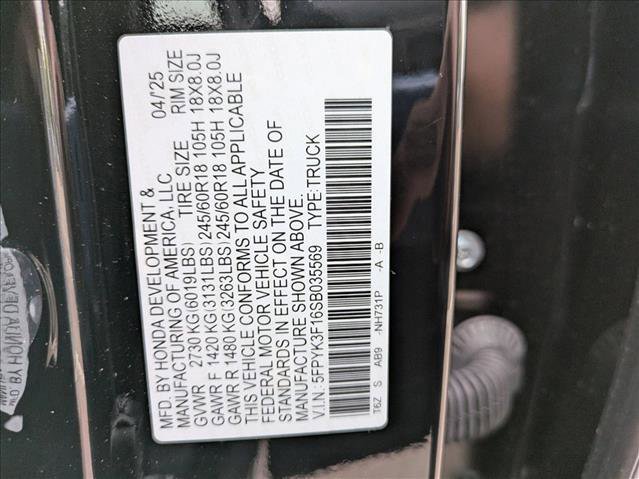 MFD. BY HONDA DEVELOPMENT &
MANUFACTURING OF AMERICA, LLC 04/25
GVWR 2730 KG (6019LBS) TIRE SIZE RIM SIZE
GAWR F 1420 KG (3131LBS) 245/60R18 105H 18X8.0J
GAWR R 1480 KG (3263LBS) 245/60R18 105H 18X8.0J
THIS VEHICLE CONFORMS TO ALL APPLICABLE
FEDERAL MOTOR VEHICLE SAFETY
STANDARDS IN EFFECT ON THE DATE OF
MANUFACTURE SHOWN ABOVE.
V.I.N.: 5FPYK3F16SB035569 TYPE: TRUCK
T6Z S AB9 -NH731P -A -B